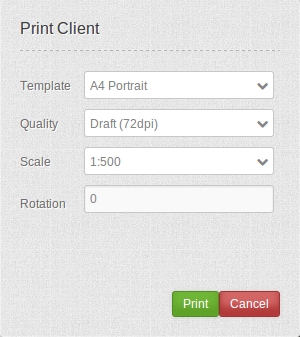 Print Client
Template A4 Portrait
Quality Draft (72dpi)
Scale 1:500
Rotation 0
Print Cancel